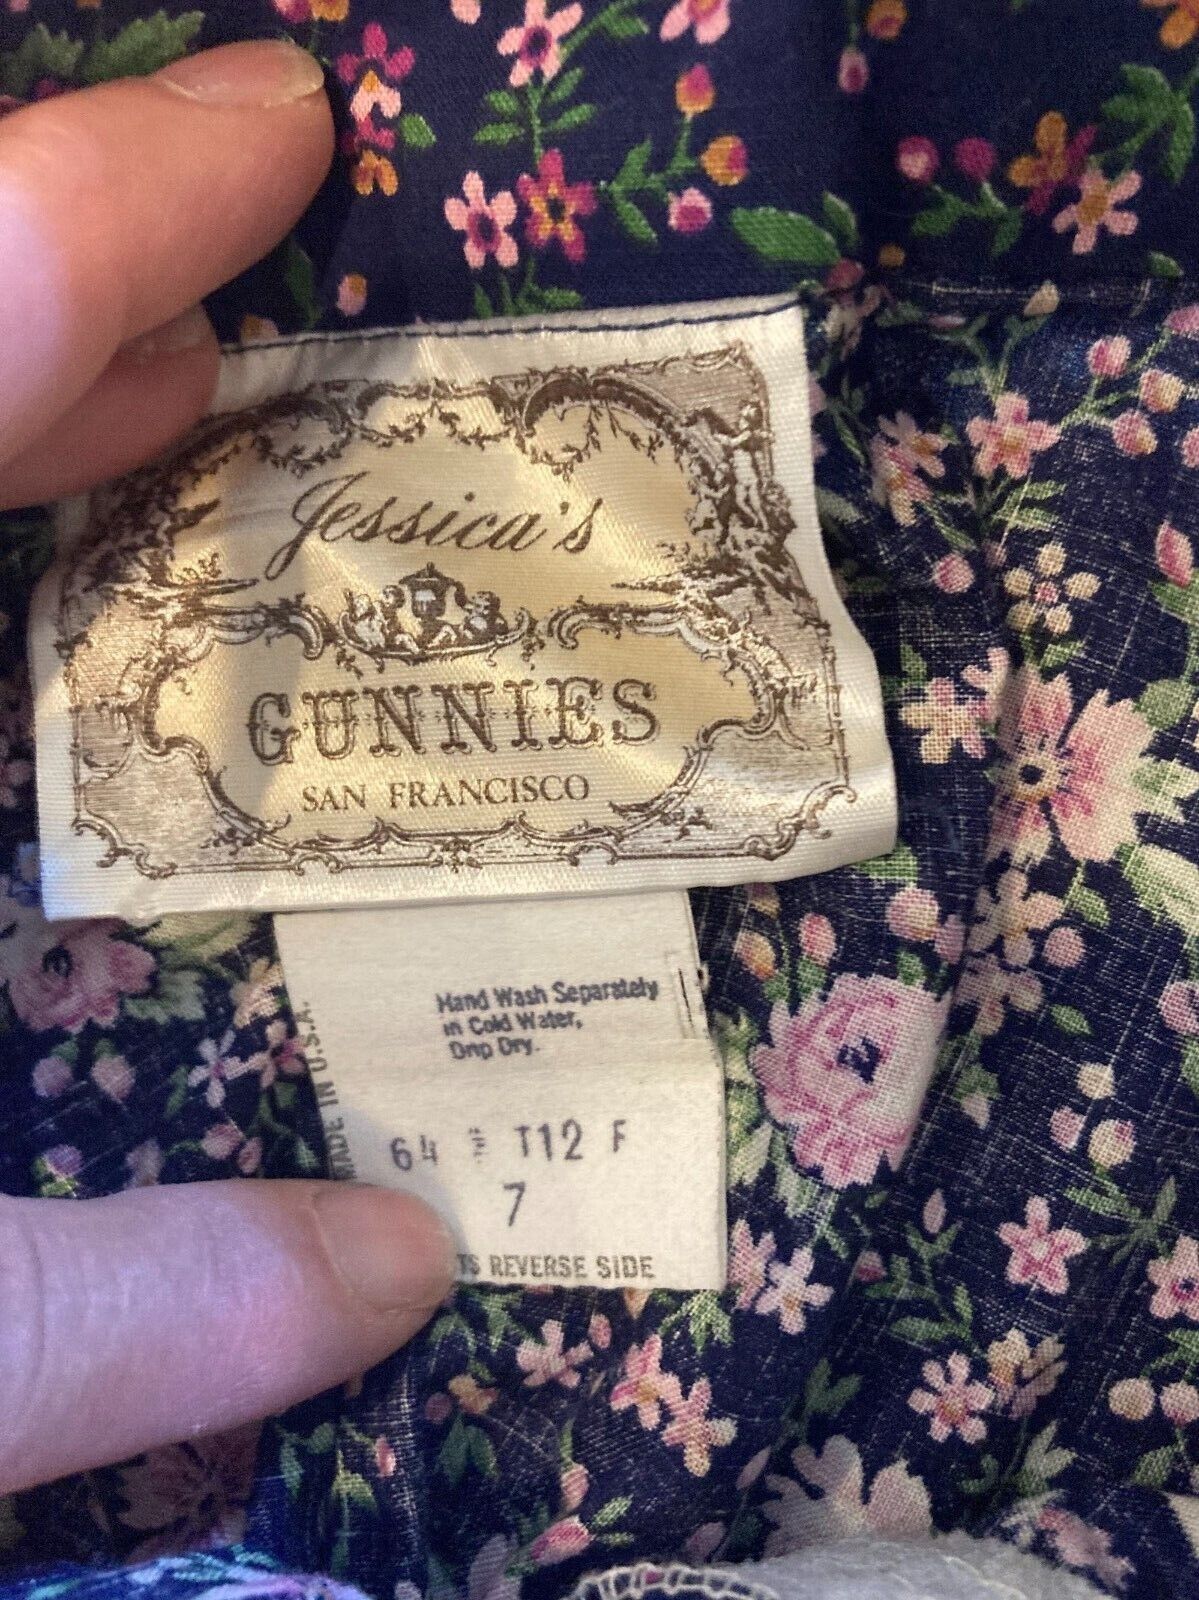 Jessica's
GUNNIES
SAN FRANCISCO
Hand Wash Separately
in Cold Water,
Drip Dry.
MADE IN U.S.A.
64 T12 F
7
TS REVERSE SIDE